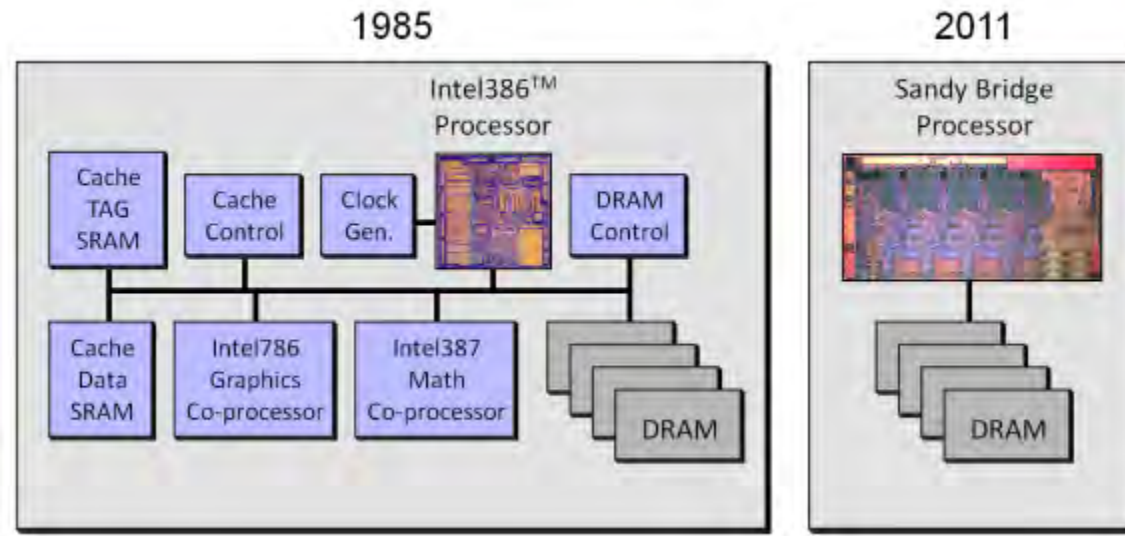 1985
2011
Intel386™
Processor
Cache
TAG
SRAM
Cache
Control
Clock
Gen.
DRAM
Control
Cache
Data
SRAM
Intel786
Graphics
Co-processor
Intel387
Math
Co-processor
DRAM
Sandy Bridge
Processor
DRAM